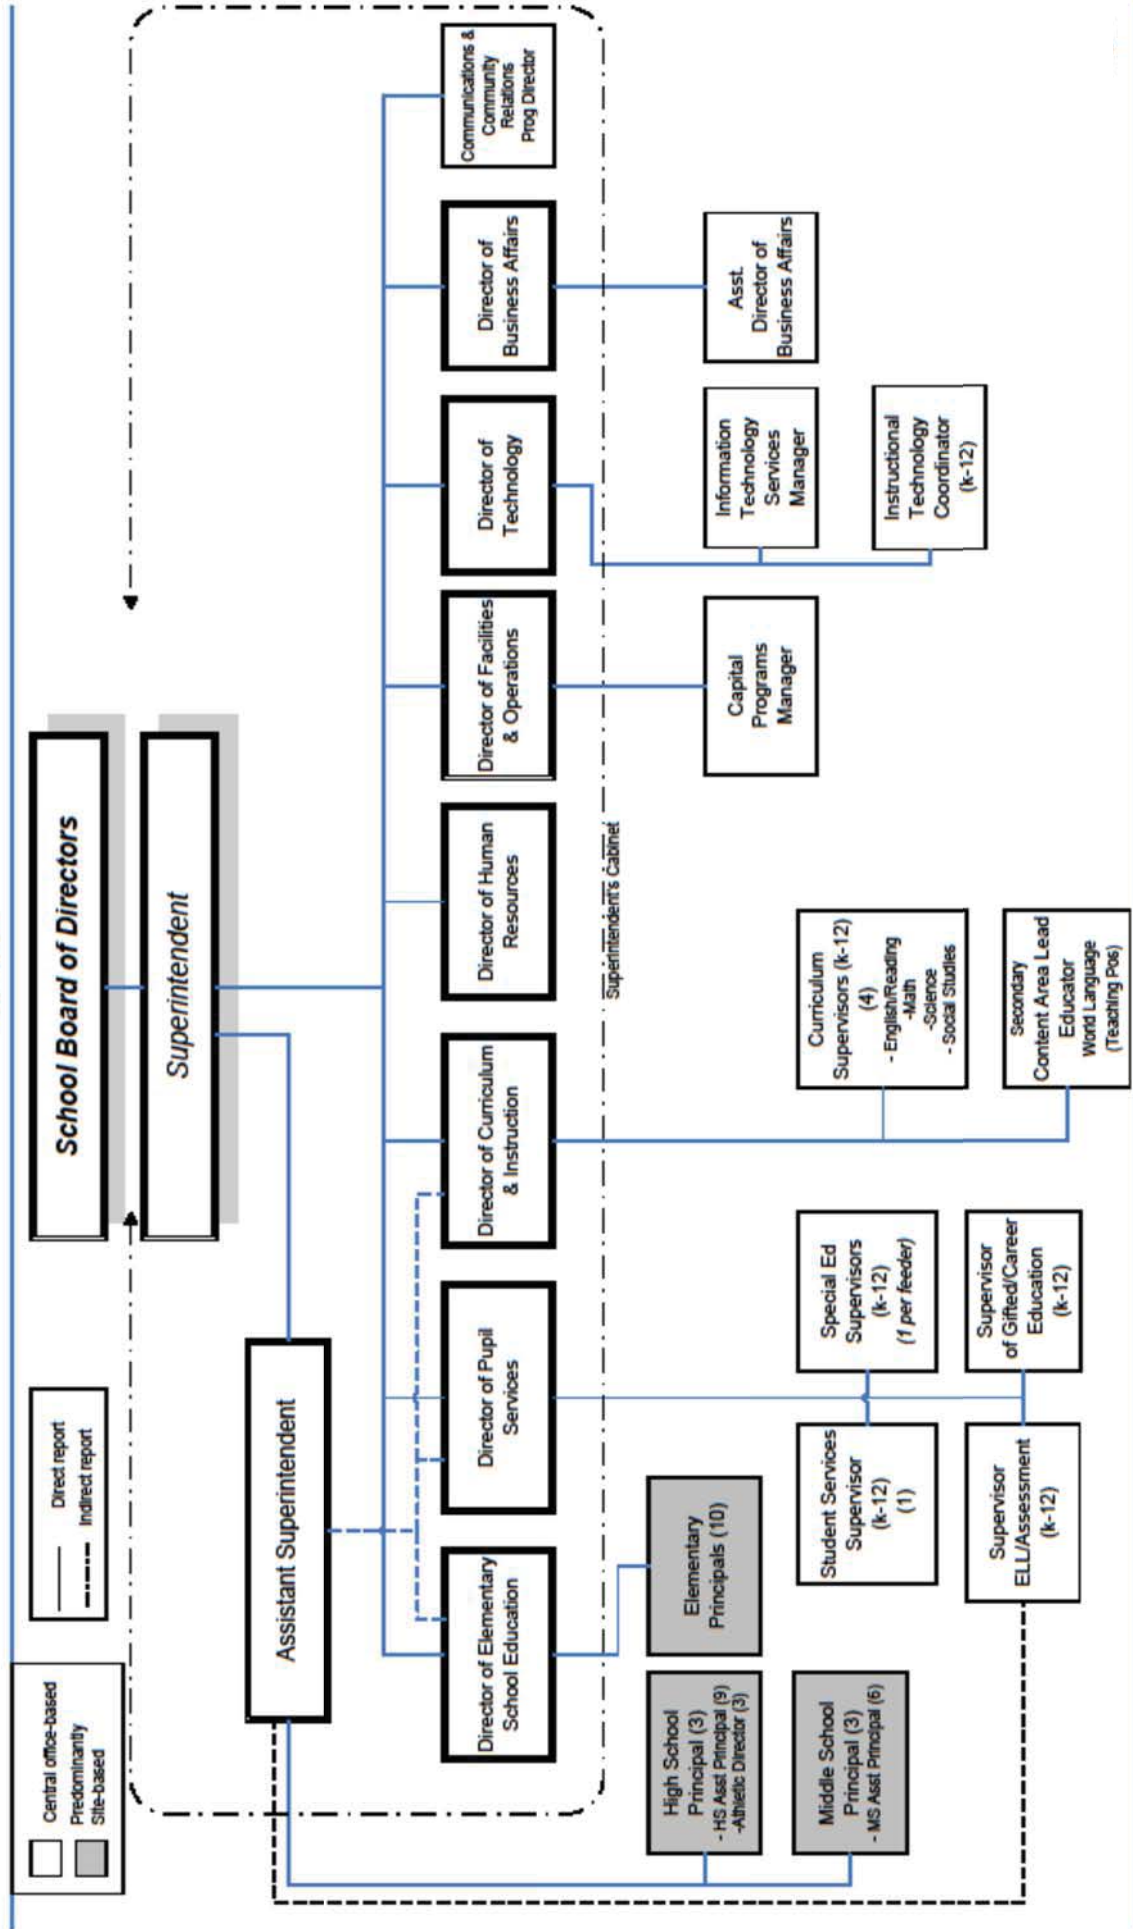 School Board of Directors
Superintendent
Central office-based
Predominantly
Site-based
Direct report
Indirect report
Assistant Superintendent
Director of Elementary
School Education
Director of Pupil
Services
Director of Curriculum
& Instruction
Director of Human
Resources
Director of Facilities
& Operations
Director of
Technology
Director of
Business Affairs
Communications &
Community
Relations
Prog Director
Superintendent's Cabinet
High School
Principal (3)
- HS Asst Principal (9)
-Athletic Director (3)
Elementary
Principals (10)
Middle School
Principal (3)
- MS Asst Principal (6)
Student Services
Supervisor
(k-12)
(1)
Special Ed
Supervisors
(k-12)
(1 per feeder)
Supervisor
ELL/Assessment
(k-12)
Supervisor
of Gifted/Career
Education
(k-12)
Curriculum
Supervisors (k-12)
(4)
- English/Reading
-Math
-Science
- Social Studies
Secondary
Content Area Lead
Educator
World Language
(Teaching Pos)
Capital
Programs
Manager
Information
Technology
Services
Manager
Instructional
Technology
Coordinator
(k-12)
Asst.
Director of
Business Affairs